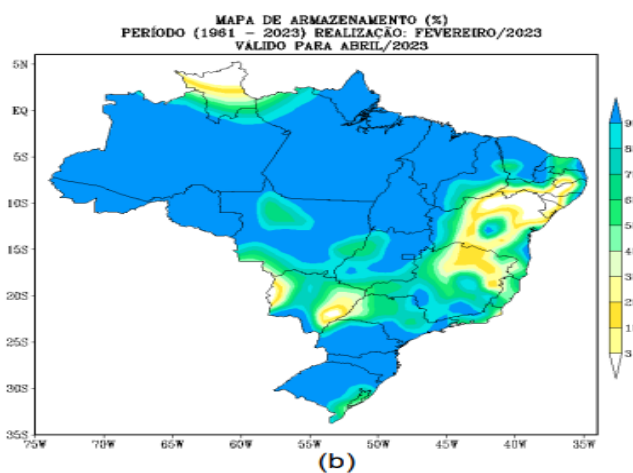 MAPA DE ARMAZENAMENTO (%)
PERÍODO (1961 - 2023) REALIZAÇÃO: FEVEREIRO/2023
VÁLIDO PARA ABRIL/2023
5N
EQ
5S
10S
15S
20S
25S
30S
35S
75W
70W
65W
60W
55W
50W
45W
40W
35W
(b)